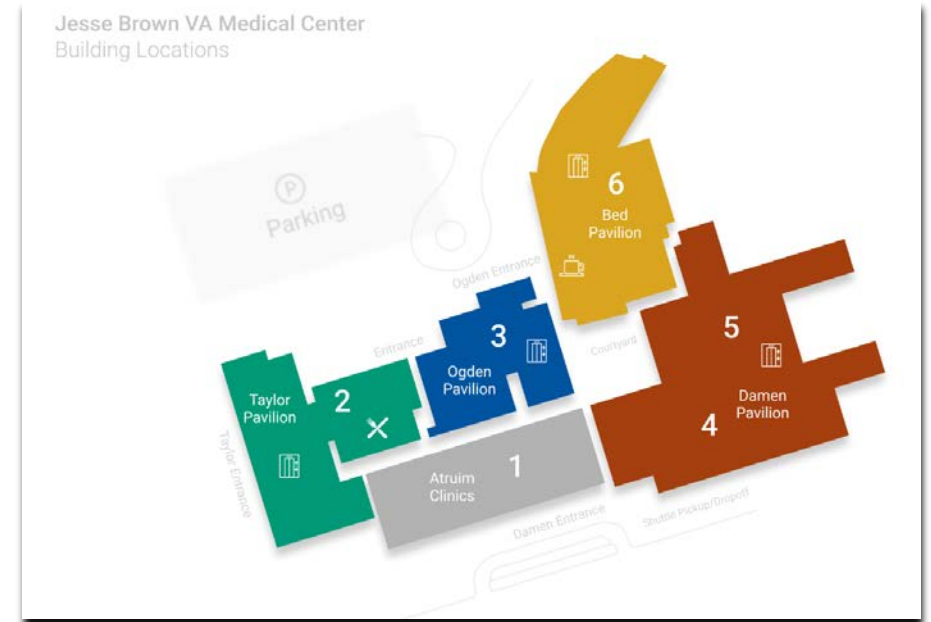 Jesse Brown VA Medical Center
Building Locations
P
Parking
6
Bed
Pavilion
Ogden Entrance
5
3
Courtyard
Entrance
Ogden
Pavilion
Damen
Pavilion
4
Taylor
Pavilion
2
Taylor Entrance
1
Atruim
Clinics
Damen Entrance
Shuttle Pickup/Dropoff